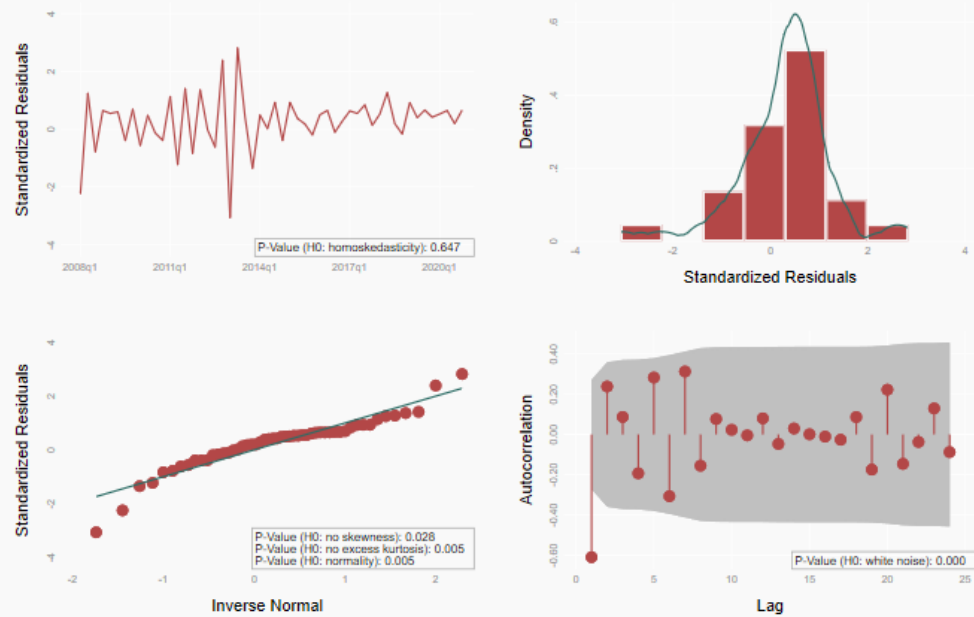 Standardized Residuals
4
2
0
-2
-4
P-Value (H0: homoskedasticity): 0.647
2008q1 2011q1 2014q1 2017q1 2020q1
Density
.6
.4
.2
0
-4 -2 0 2 4
Standardized Residuals
Standardized Residuals
4
2
0
-2
-4
P-Value (H0: no skewness): 0.028
P-Value (H0: no excess kurtosis): 0.005
P-Value (H0: normality): 0.005
-2 -1 0 1 2
Inverse Normal
Autocorrelation
0.40
0.20
0.00
-0.20
-0.40
-0.60
P-Value (H0: white noise): 0.000
0 5 10 15 20 25
Lag